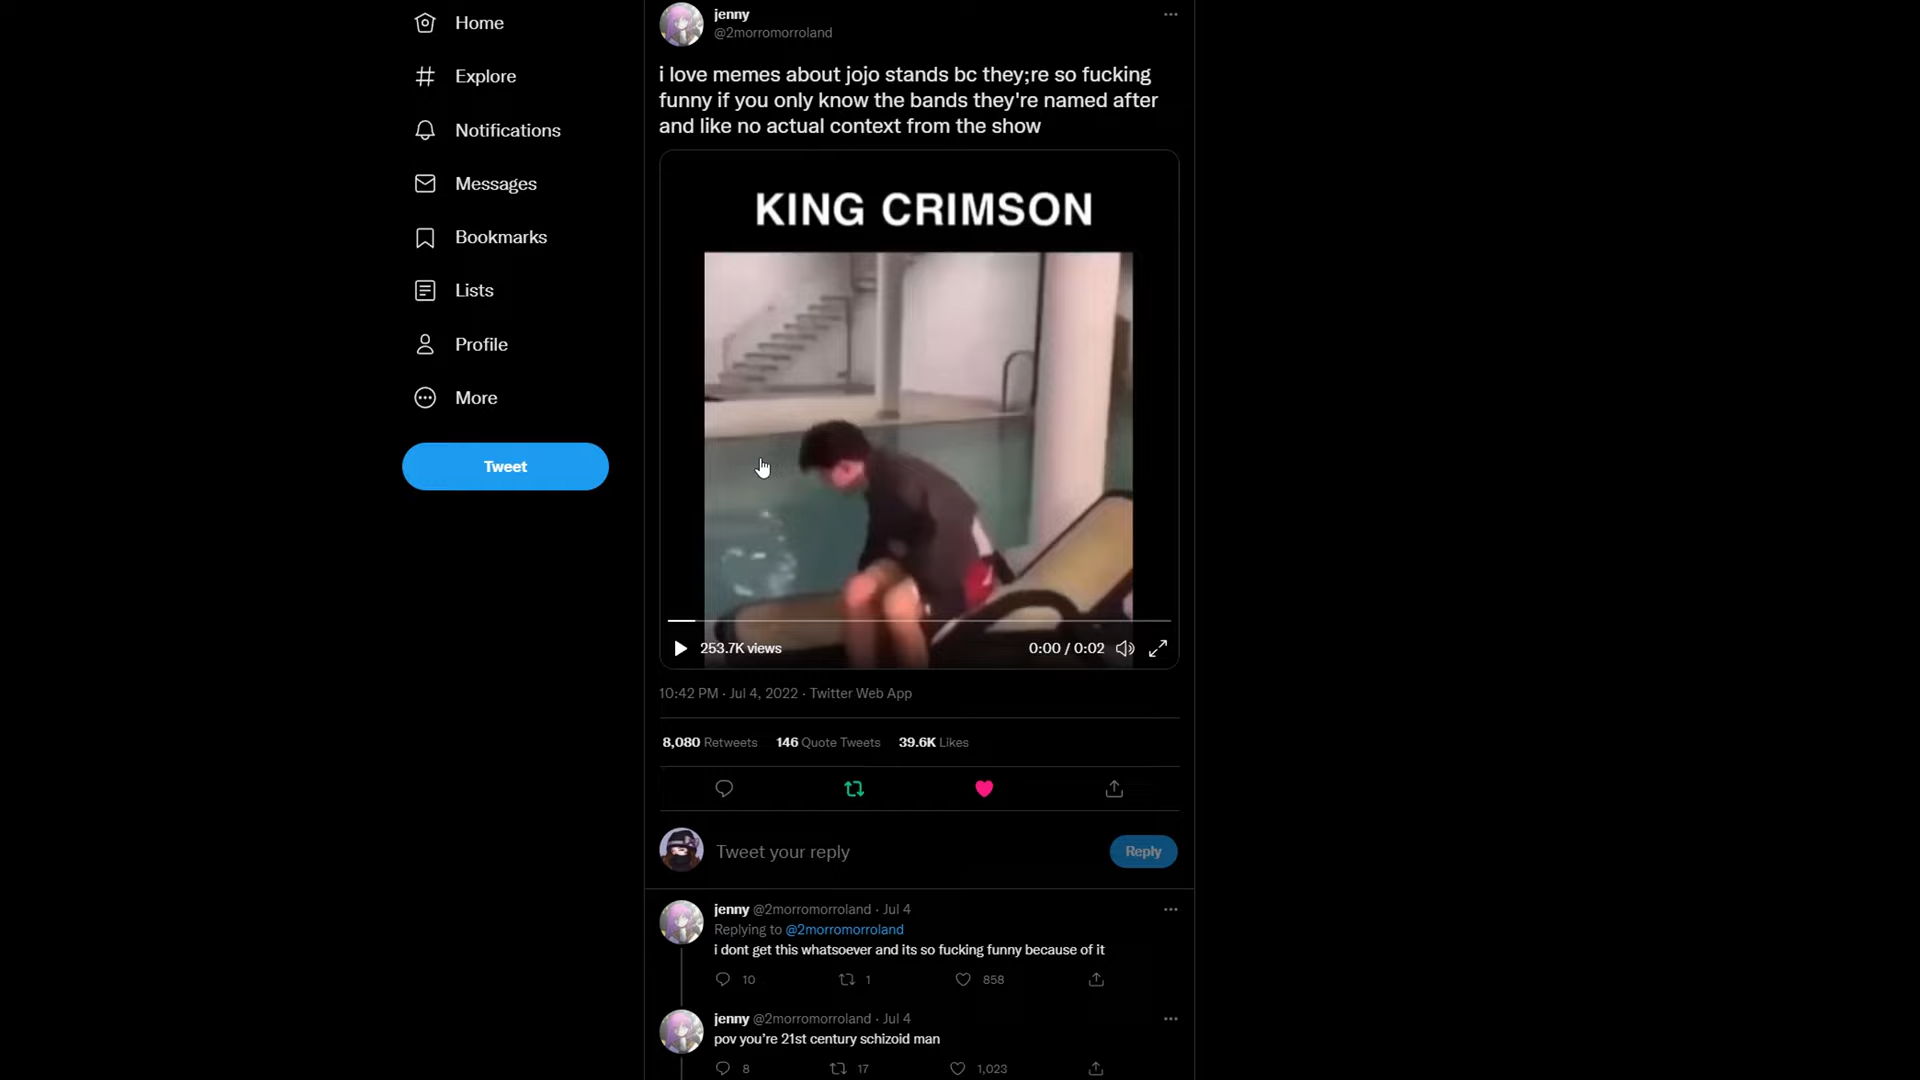 Home
Explore
Notifications
Messages
Bookmarks
Lists
Profile
More
Tweet
jenny
@2morromorroland
i love memes about jojo stands bc they;re so fucking
funny if you only know the bands they're named after
and like no actual context from the show
KING CRIMSON
253.7K views
0:00 / 0:02
10:42 PM · Jul 4, 2022 · Twitter Web App
8,080 Retweets 146 Quote Tweets 39.6K Likes
Tweet your reply
Reply
jenny @2morromorroland · Jul 4
Replying to @2morromorroland
i dont get this whatsoever and its so fucking funny because of it
10 1 858
jenny @2morromorroland · Jul 4
pov you're 21st century schizoid man
8 17 1,023